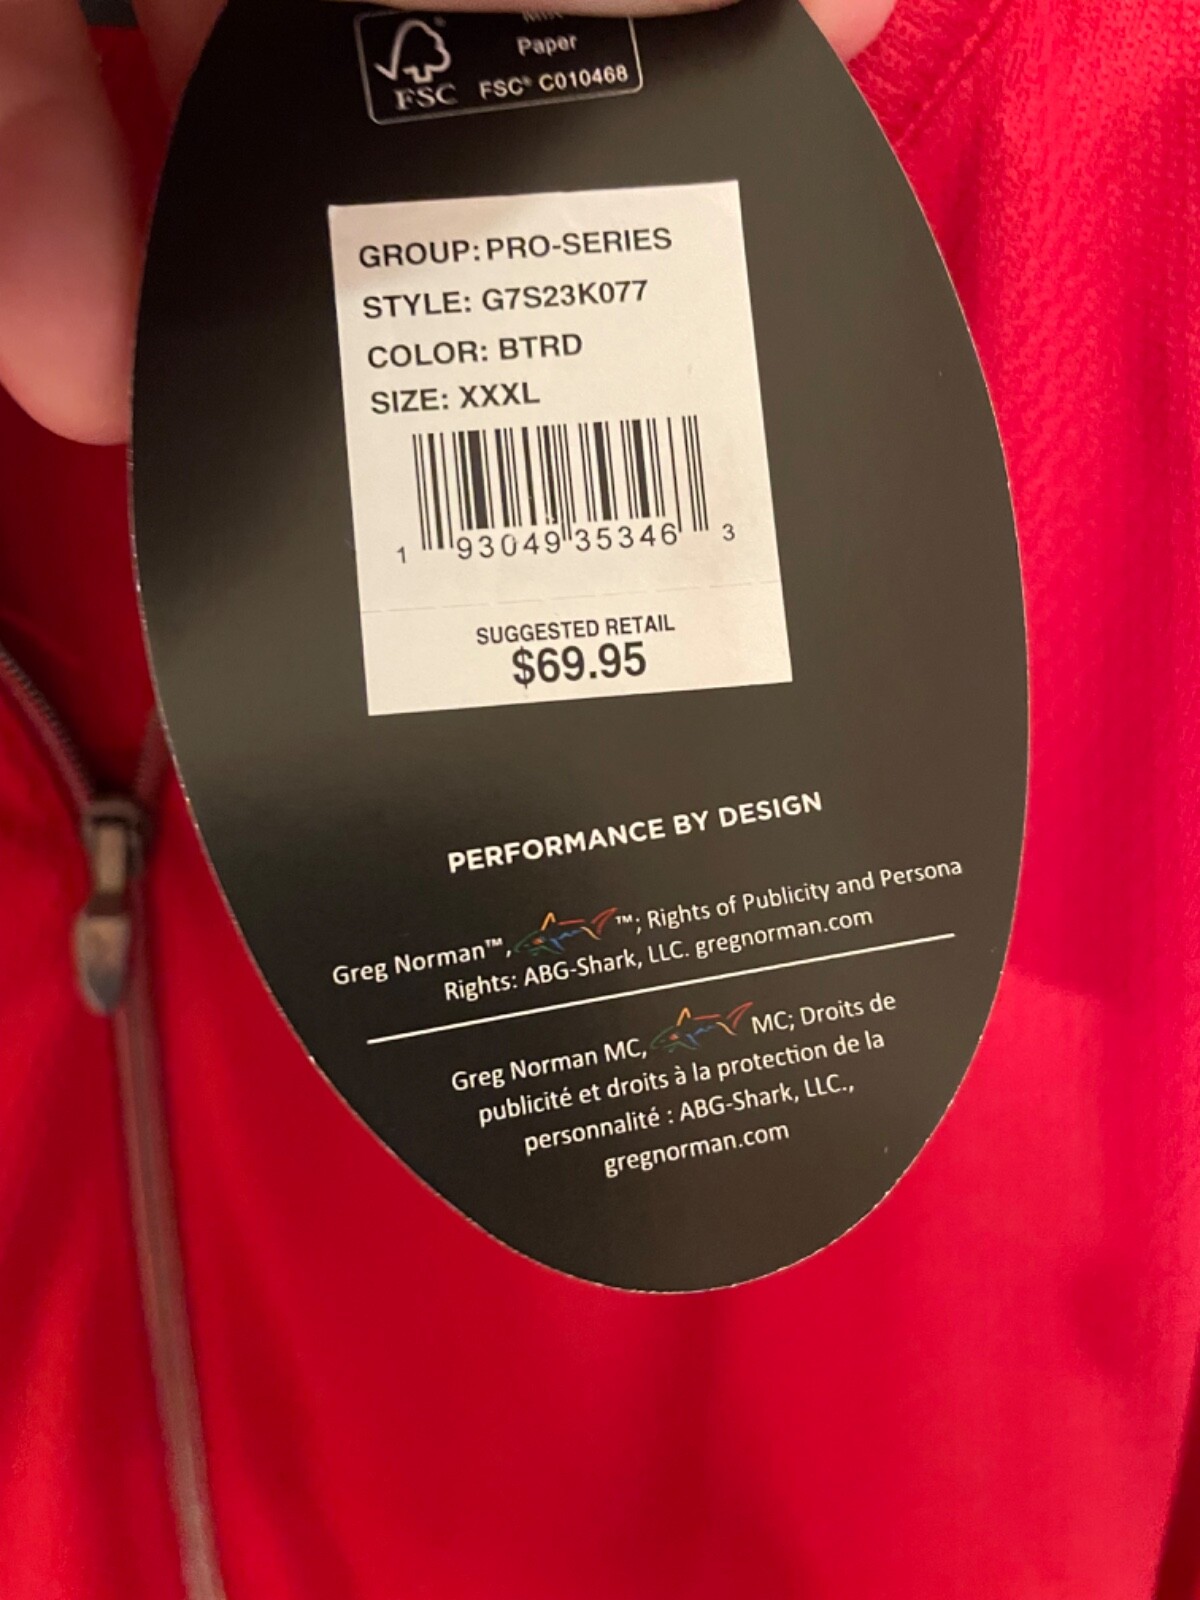 Paper
FSC® C010468
FSC
GROUP: PRO-SERIES
STYLE: G7S23K077
COLOR: BTRD
SIZE: XXXL
1 93049 35346 3
SUGGESTED RETAIL
$69.95
PERFORMANCE BY DESIGN
Greg Norman™, ™; Rights of Publicity and Persona
Rights: ABG-Shark, LLC. gregnorman.com
Greg Norman MC, MC; Droits de
publicité et droits à la protection de la
personnalité : ABG-Shark, LLC.,
gregnorman.com